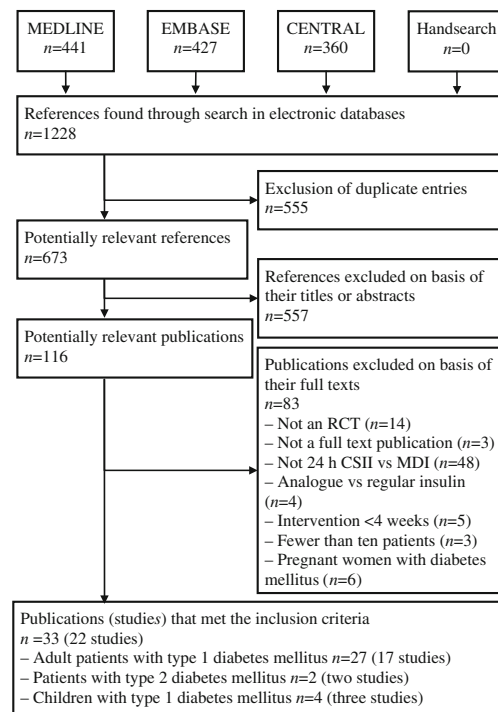 MEDLINE
n=441
EMBASE
n=427
CENTRAL
n=360
Handsearch
n=0
References found through search in electronic databases
n=1228
Exclusion of duplicate entries
n=555
Potentially relevant references
n=673
References excluded on basis of
their titles or abstracts
n=557
Potentially relevant publications
n=116
Publications excluded on basis of
their full texts
n=83
– Not an RCT (n=14)
– Not a full text publication (n=3)
– Not 24 h CSII vs MDI (n=48)
– Analogue vs regular insulin
(n=4)
– Intervention <4 weeks (n=5)
– Fewer than ten patients (n=3)
– Pregnant women with diabetes
mellitus (n=6)
Publications (studies) that met the inclusion criteria
n =33 (22 studies)
– Adult patients with type 1 diabetes mellitus n=27 (17 studies)
– Patients with type 2 diabetes mellitus n=2 (two studies)
– Children with type 1 diabetes mellitus n=4 (three studies)